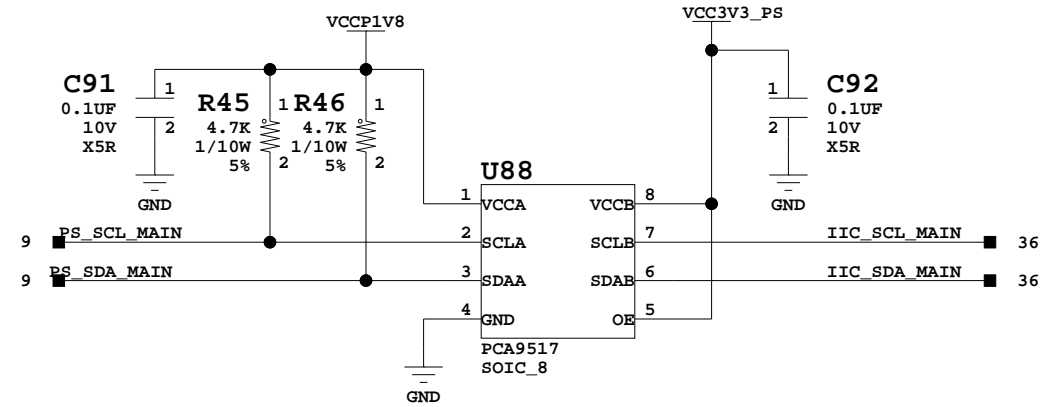 VCCP1V8
VCC3V3_PS
C91
0.1UF
10V
X5R
1
2
GND
R45
4.7K
1/10W
5%
1
2
R46
4.7K
1/10W
5%
1
2
C92
0.1UF
10V
X5R
1
2
GND
U88
1 VCCA VCCB 8
9 PS_SCL_MAIN 2 SCLA SCLB 7 IIC_SCL_MAIN 36
9 PS_SDA_MAIN 3 SDAA SDAB 6 IIC_SDA_MAIN 36
4 GND OE 5
PCA9517
SOIC_8
GND